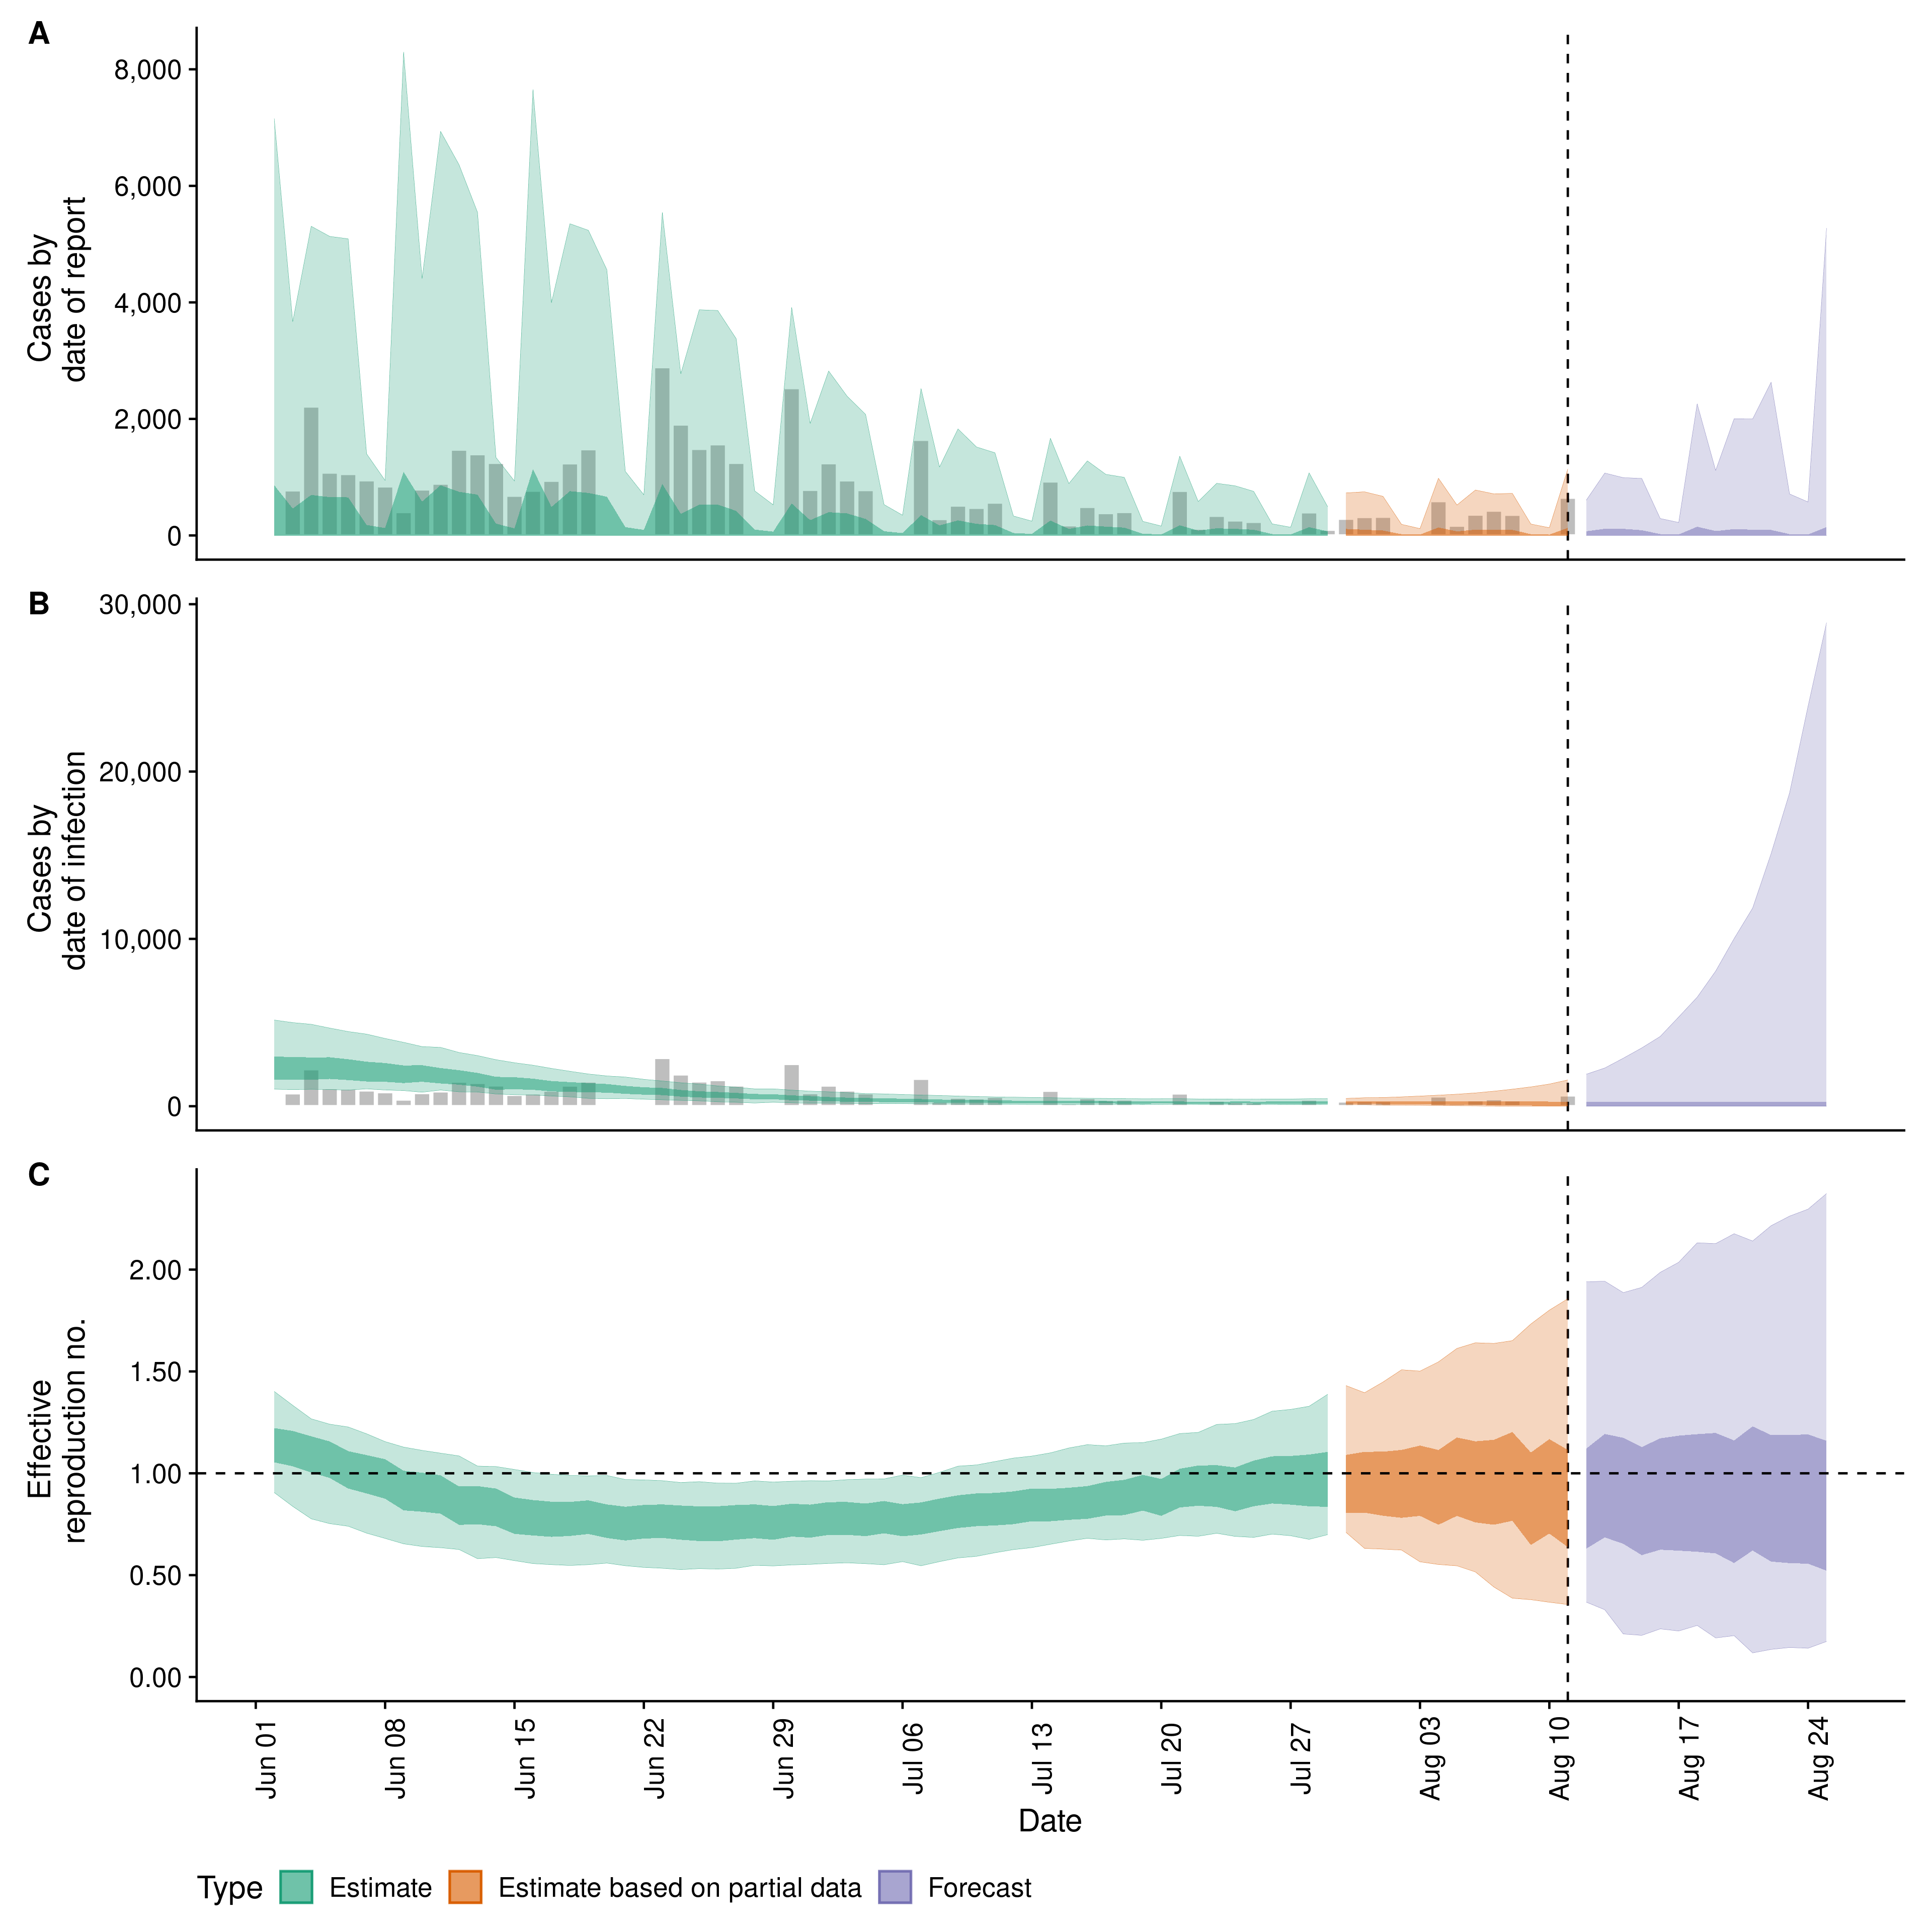 A
8,000
6,000
4,000
2,000
0
Cases by
date of report
B
30,000
20,000
10,000
0
Cases by
date of infection
C
2.00
1.50
1.00
0.50
0.00
Effective
reproduction no.
Jun 01
Jun 08
Jun 15
Jun 22
Jun 29
Jul 06
Jul 13
Jul 20
Jul 27
Aug 03
Aug 10
Aug 17
Aug 24
Date
Type Estimate Estimate based on partial data Forecast